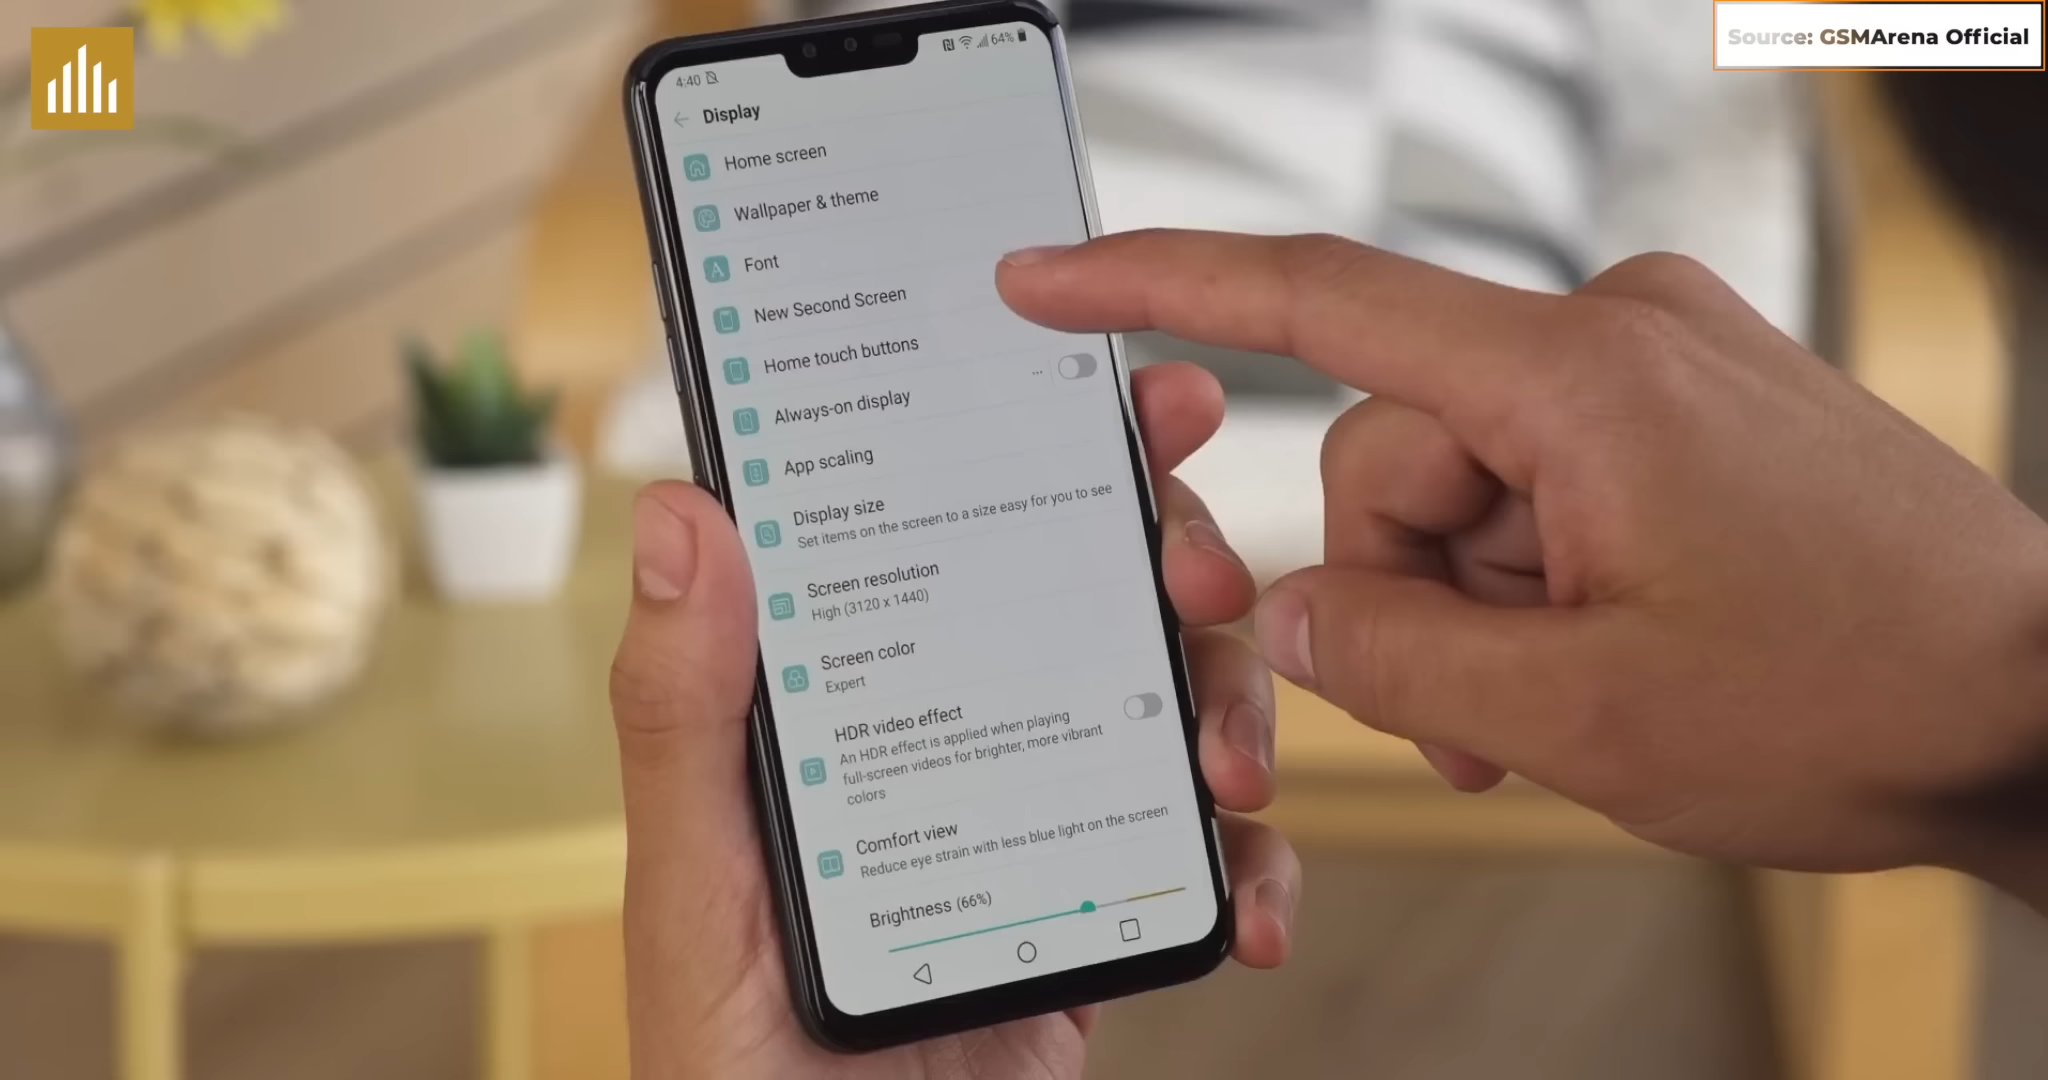 Source: GSMArena Official
4:40
64%
Display
Home screen
Wallpaper & theme
Font
New Second Screen
Home touch buttons
Always-on display
...
App scaling
Display size
Set items on the screen to a size easy for you to see
Screen resolution
High (3120 x 1440)
Screen color
Expert
HDR video effect
An HDR effect is applied when playing
full-screen videos for brighter, more vibrant
colors
Comfort view
Reduce eye strain with less blue light on the screen
Brightness (66%)